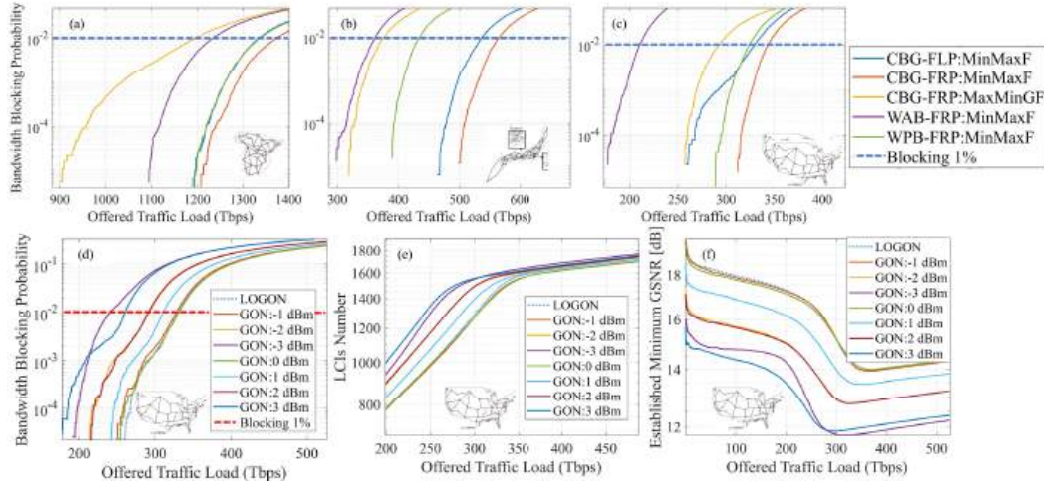 (a)
Bandwidth Blocking Probability
10^-2
10^-4
900 1000 1100 1200 1300 1400
Offered Traffic Load (Tbps)
(b)
300 400 500 600
Offered Traffic Load (Tbps)
(c)
10^-2
10^-4
200 250 300 350 400
Offered Traffic Load (Tbps)
CBG-FLP:MinMaxF
CBG-FRP:MinMaxF
CBG-FRP:MaxMinGF
WAB-FRP:MinMaxF
WPB-FRP:MinMaxF
Blocking 1%
(d)
Bandwidth Blocking Probability
10^-1
10^-2
10^-3
10^-4
LOGON
GON:-1 dBm
GON:-2 dBm
GON:-3 dBm
GON:0 dBm
GON:1 dBm
GON:2 dBm
GON:3 dBm
Blocking 1%
200 300 400 500
Offered Traffic Load (Tbps)
(e)
LCIs Number
1800
1600
1400
1200
1000
800
LOGON
GON:-1 dBm
GON:-2 dBm
GON:-3 dBm
GON:0 dBm
GON:1 dBm
GON:2 dBm
GON:3 dBm
200 250 300 350 400 450
Offered Traffic Load (Tbps)
(f)
Established Minimum GSNR [dB]
18
16
14
12
LOGON
GON:-1 dBm
GON:-2 dBm
GON:-3 dBm
GON:0 dBm
GON:1 dBm
GON:2 dBm
GON:3 dBm
100 200 300 400 500
Offered Traffic Load (Tbps)